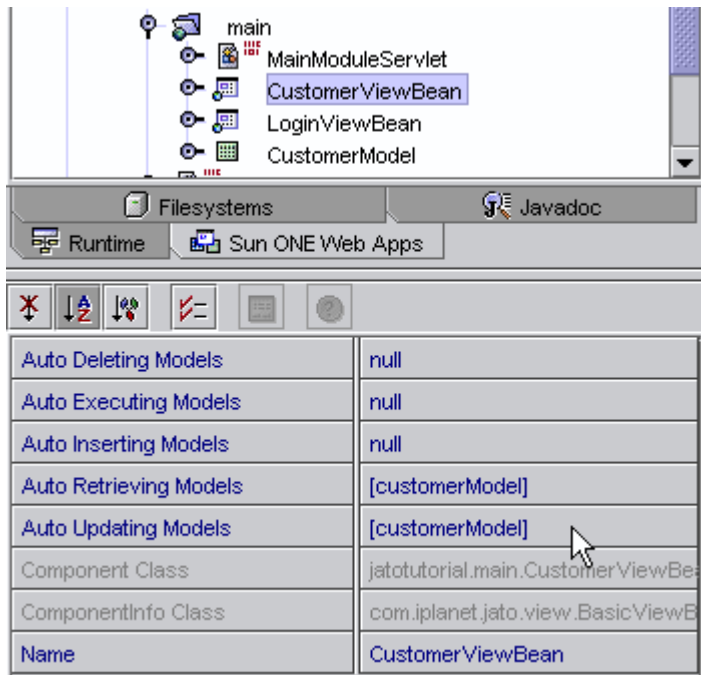 main
MainModuleServlet
CustomerViewBean
LoginViewBean
CustomerModel
Filesystems Javadoc
Runtime Sun ONE Web Apps
Auto Deleting Models null
Auto Executing Models null
Auto Inserting Models null
Auto Retrieving Models [customerModel]
Auto Updating Models [customerModel]
Component Class jatotutorial.main.CustomerViewBe
ComponentInfo Class com.iplanet.jato.view.BasicViewB
Name CustomerViewBean